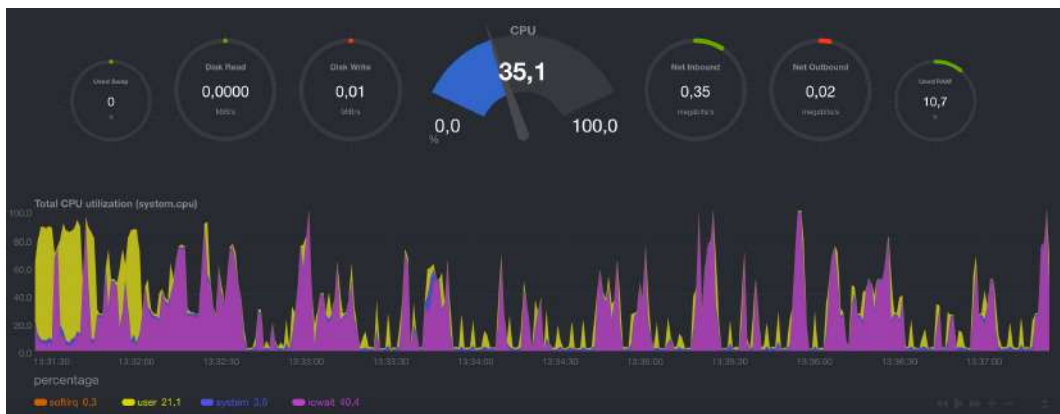 CPU
Used Swap
0
%
Disk Read
0,0000
MiB/s
Disk Write
0,01
MiB/s
35,1
0,0
%
100,0
Net Inbound
0,35
megabits/s
Net Outbound
0,02
megabits/s
Used RAM
10,7
%
Total CPU utilization (system.cpu)
100,0
80,0
60,0
40,0
20,0
0,0
13:31:30 13:32:00 13:32:30 13:33:00 13:33:30 13:34:00 13:34:30 13:35:00 13:35:30 13:36:00 13:36:30 13:37:00
percentage
softirq 0,3 user 21,1 system 3,6 iowait 40,4